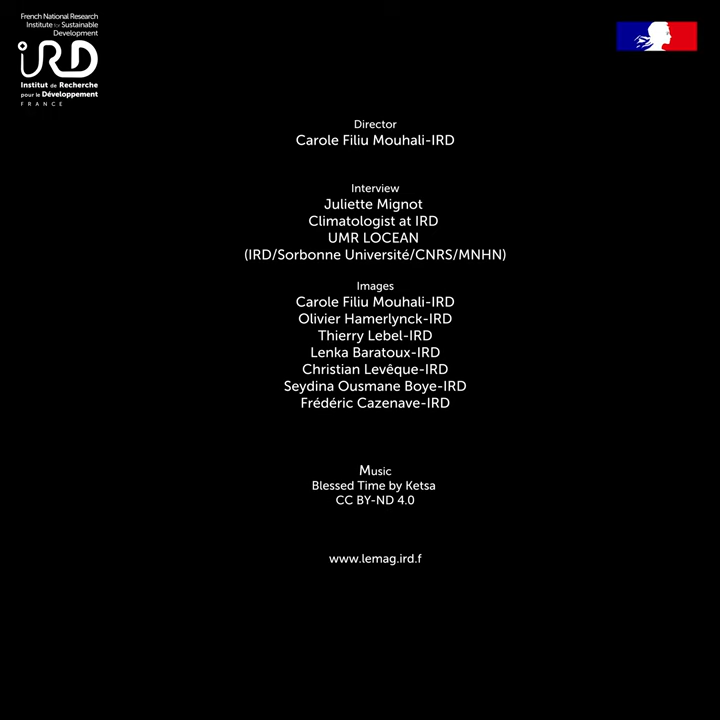 French National Research
Institute for Sustainable
Development
IRD
Institut de Recherche
pour le Développement
FRANCE
Director
Carole Filiu Mouhali-IRD
Interview
Juliette Mignot
Climatologist at IRD
UMR LOCEAN
(IRD/Sorbonne Université/CNRS/MNHN)
Images
Carole Filiu Mouhali-IRD
Olivier Hamerlynck-IRD
Thierry Lebel-IRD
Lenka Baratoux-IRD
Christian Levêque-IRD
Seydina Ousmane Boye-IRD
Frédéric Cazenave-IRD
Music
Blessed Time by Ketsa
CC BY-ND 4.0
www.lemag.ird.f